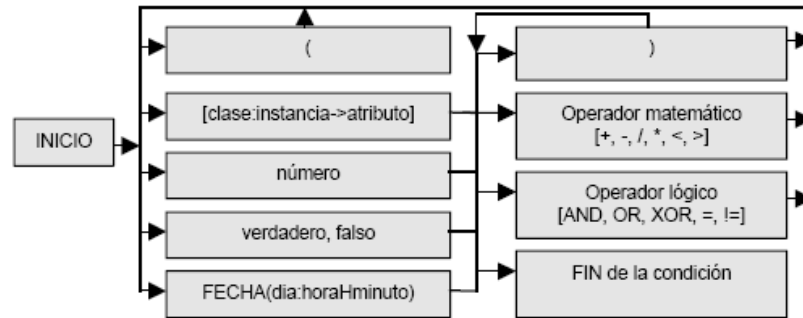 INICIO
(
[clase:instancia->atributo]
número
verdadero, falso
FECHA(dia:horaHminuto)
)
Operador matemático
[+, -, /, *, <, >]
Operador lógico
[AND, OR, XOR, =, !=]
FIN de la condición